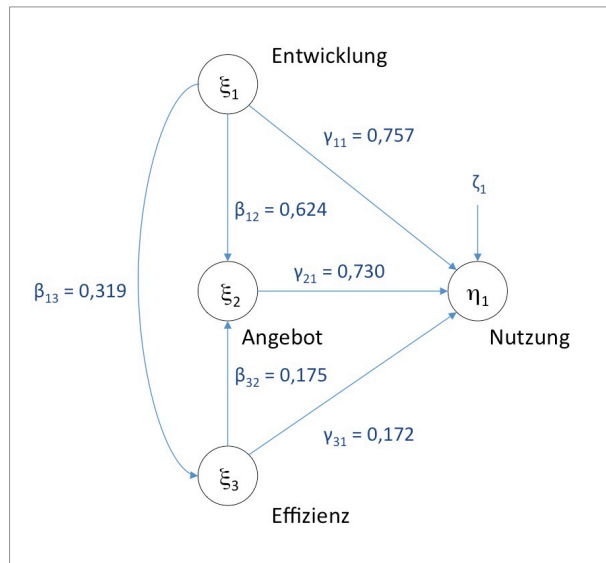 Entwicklung
ξ1
γ11 = 0,757
ζ1
β12 = 0,624
γ21 = 0,730
β13 = 0,319
ξ2
η1
Angebot
Nutzung
β32 = 0,175
γ31 = 0,172
ξ3
Effizienz